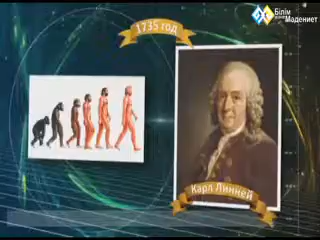 Білім
Мәдениет
1735 год
Карл Линней